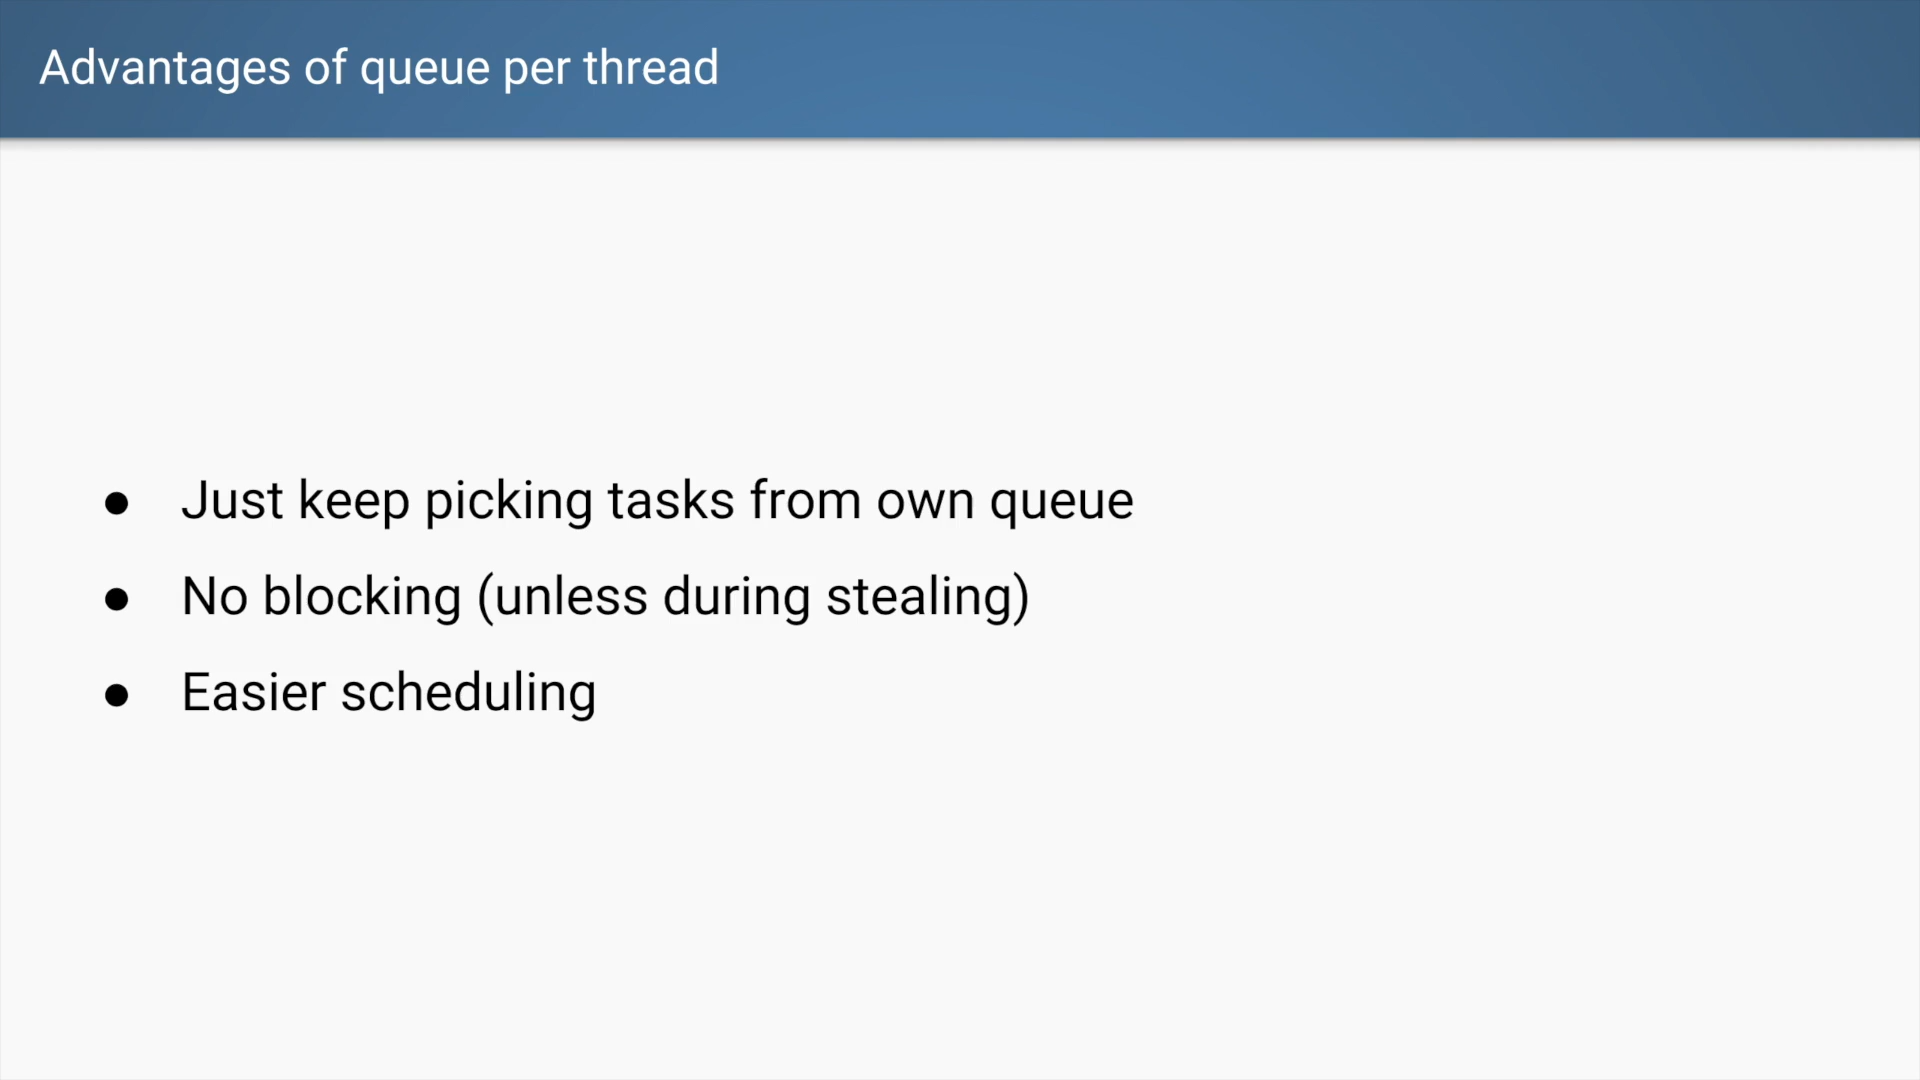 Advantages of queue per thread
● Just keep picking tasks from own queue
● No blocking (unless during stealing)
● Easier scheduling